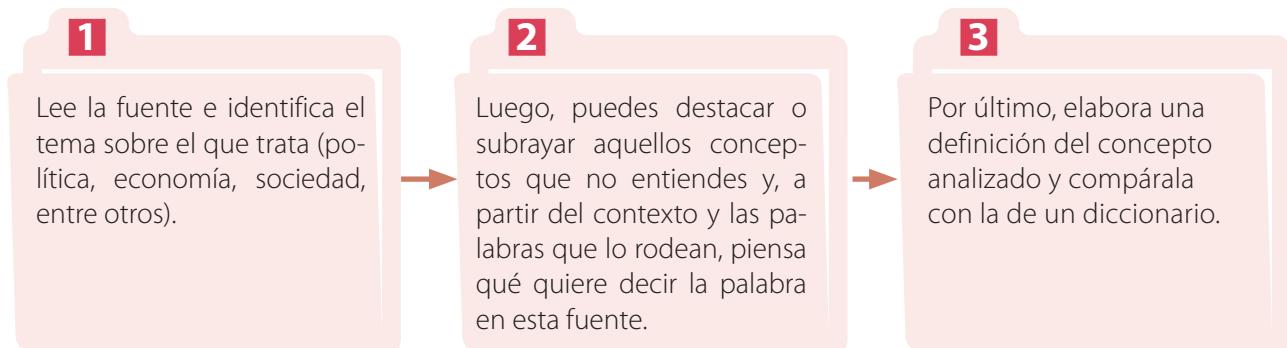 1
Lee la fuente e identifica el
tema sobre el que trata (po-
lítica, economía, sociedad,
entre otros).
2
Luego, puedes destacar o
subrayar aquellos concep-
tos que no entiendes y, a
partir del contexto y las pa-
labras que lo rodean, piensa
qué quiere decir la palabra
en esta fuente.
3
Por último, elabora una
definición del concepto
analizado y compárala
con la de un diccionario.